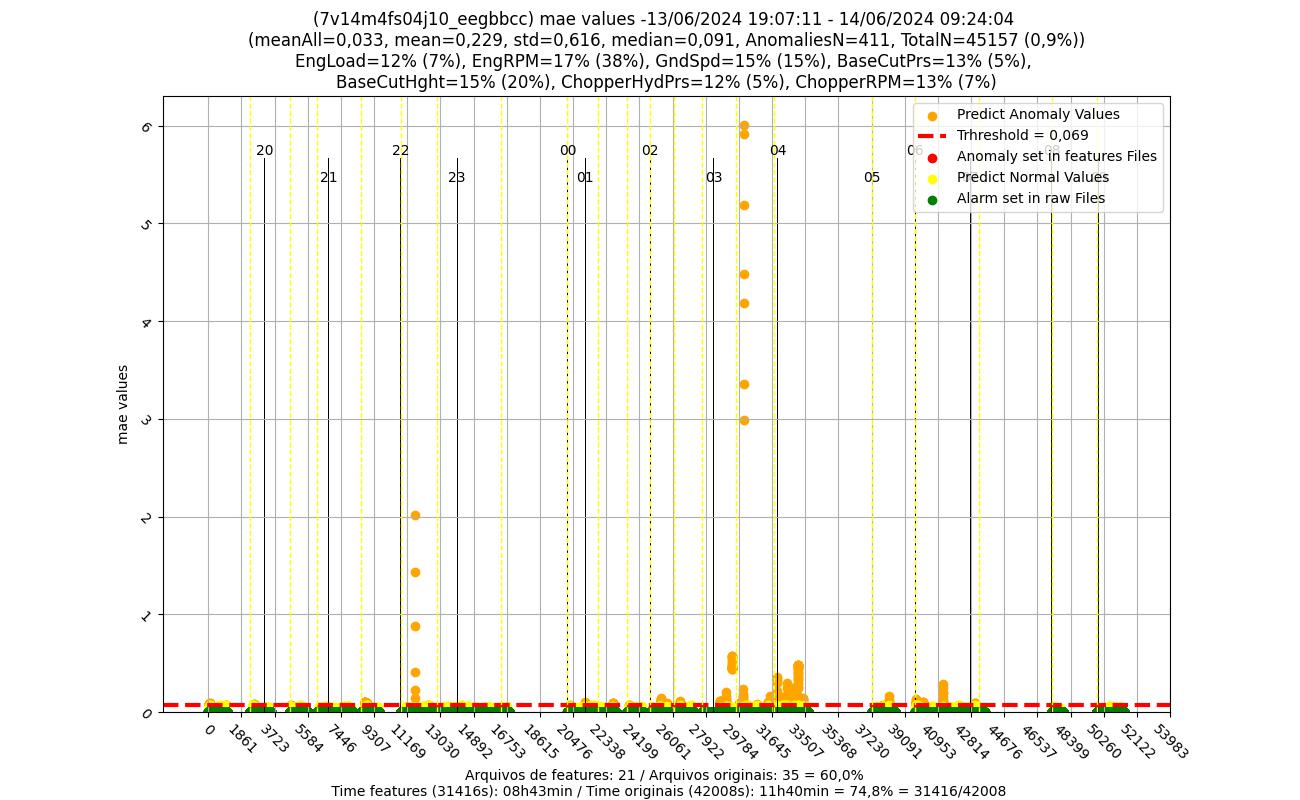 (7v14m4fs04j10_eegbbcc) mae values -13/06/2024 19:07:11 - 14/06/2024 09:24:04
(meanAll=0,033, mean=0,229, std=0,616, median=0,091, AnomaliesN=411, TotalN=45157 (0,9%))
EngLoad=12% (7%), EngRPM=17% (38%), GndSpd=15% (15%), BaseCutPrs=13% (5%),
BaseCutHght=15% (20%), ChopperHydPrs=12% (5%), ChopperRPM=13% (7%)
Predict Anomaly Values
Trhreshold = 0,069
Anomaly set in features Files
Predict Normal Values
Alarm set in raw Files
20 22 00 02 04 06 08
21 23 01 03 05
mae values
6
5
4
3
2
1
0
0 1861 3723 5584 7446 9307 11169 13030 14892 16753 18615 20476 22338 24199 26061 27922 29784 31645 33507 35368 37230 39091 40953 42814 44676 46537 48399 50260 52122 53983
Arquivos de features: 21 / Arquivos originais: 35 = 60,0%
Time features (31416s): 08h43min / Time originais (42008s): 11h40min = 74,8% = 31416/42008